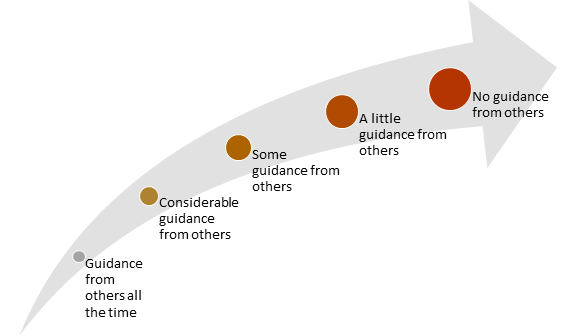 No guidance
from others
A little
guidance from
others
Some
guidance from
others
Considerable
guidance
from others
Guidance
from
others all
the time